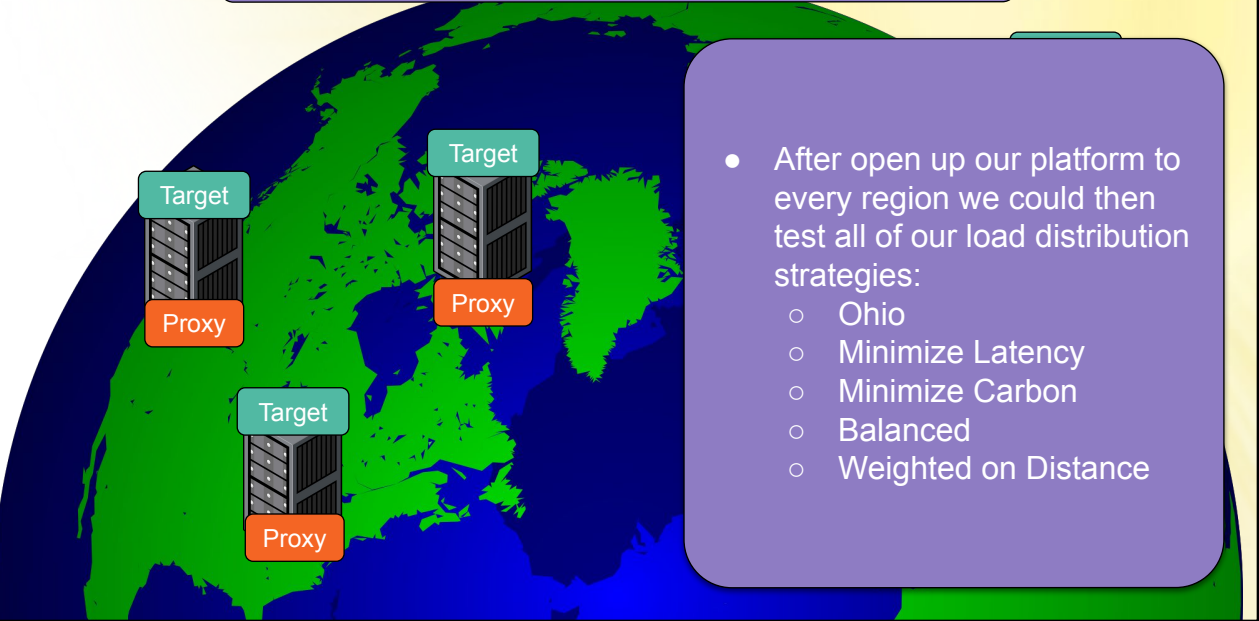 Target
Proxy
Target
Proxy
Target
Proxy
● After open up our platform to
every region we could then
test all of our load distribution
strategies:
○ Ohio
○ Minimize Latency
○ Minimize Carbon
○ Balanced
○ Weighted on Distance